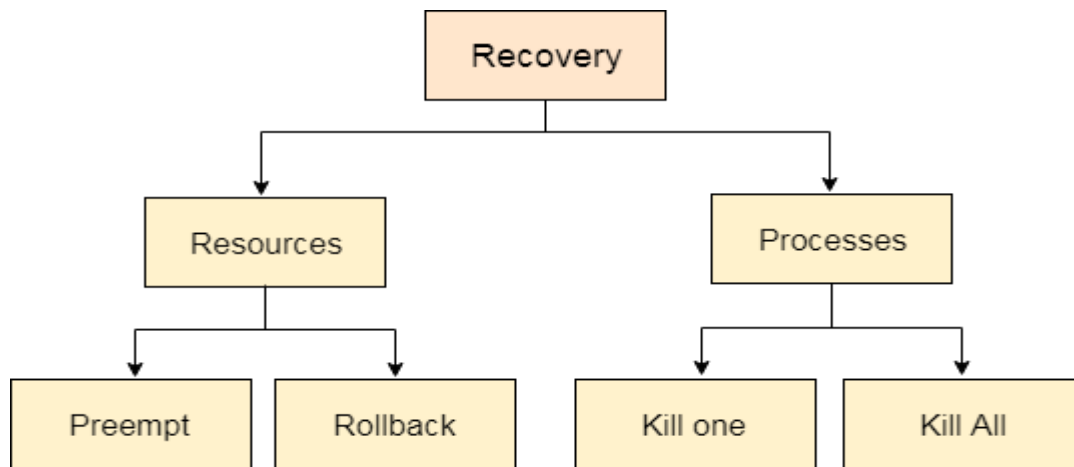 Recovery
Resources
Processes
Preempt
Rollback
Kill one
Kill All